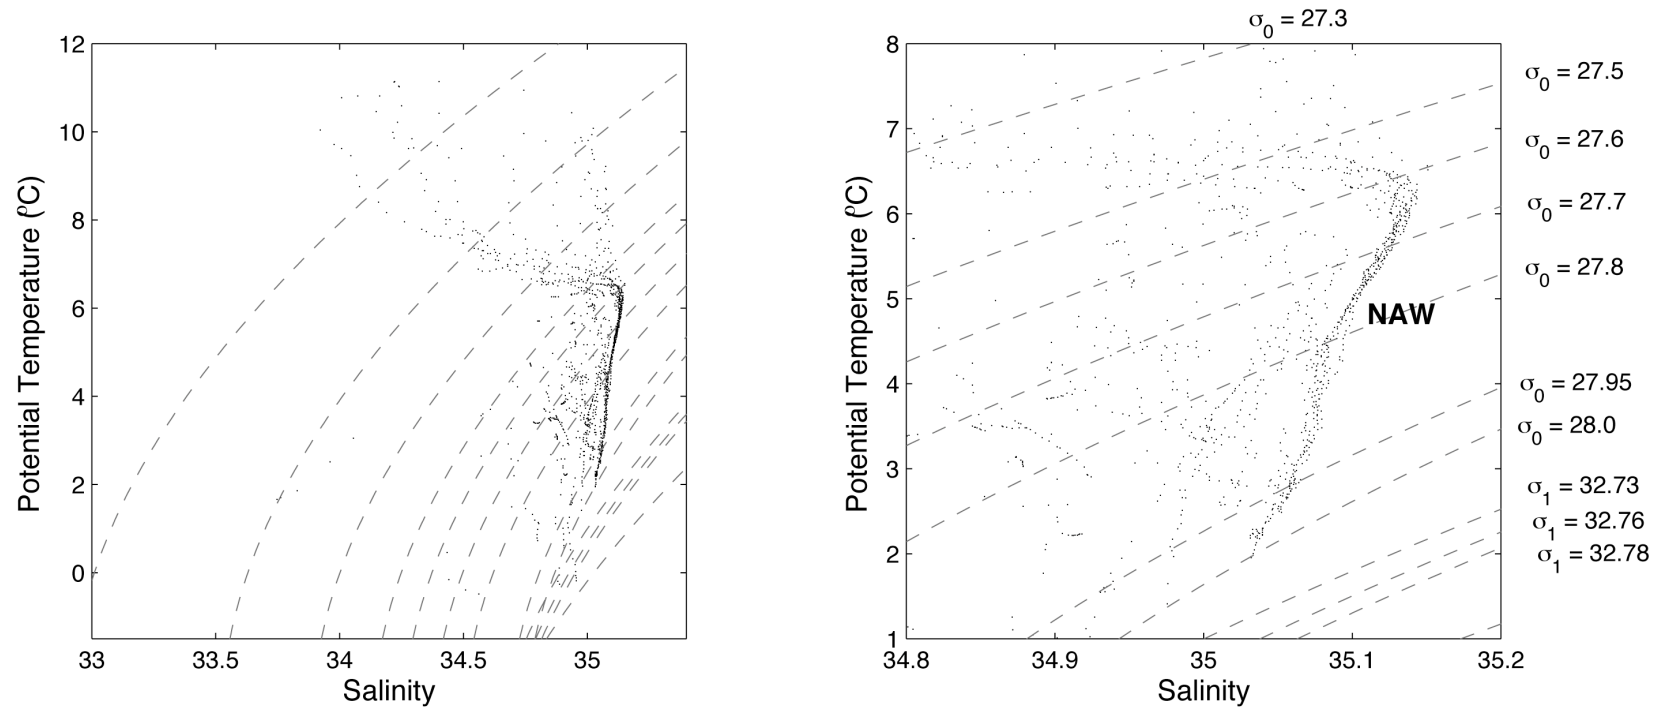 12
10
8
6
4
2
0
Potential Temperature (ºC)
33
33.5
34
34.5
35
Salinity
σ0 = 27.3
8
7
6
5
4
3
2
1
Potential Temperature (ºC)
34.8
34.9
35
35.1
35.2
Salinity
NAW
σ0 = 27.5
σ0 = 27.6
σ0 = 27.7
σ0 = 27.8
σ0 = 27.95
σ0 = 28.0
σ1 = 32.73
σ1 = 32.76
σ1 = 32.78